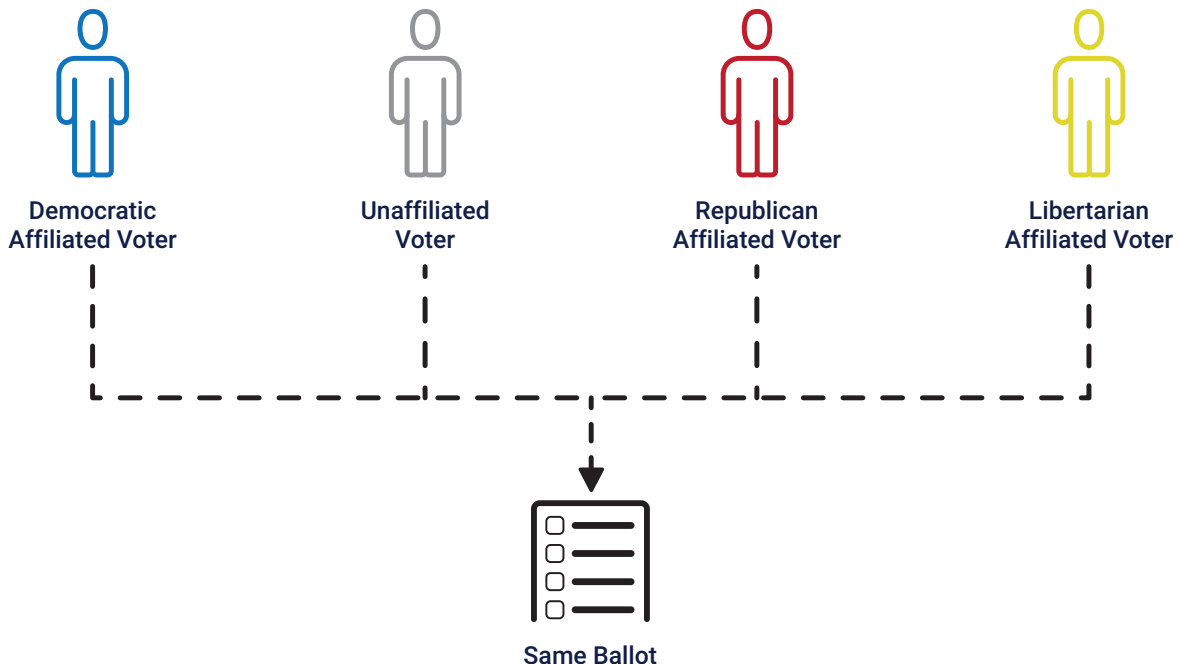 Democratic
Affiliated Voter
Unaffiliated
Voter
Republican
Affiliated Voter
Libertarian
Affiliated Voter
Same Ballot